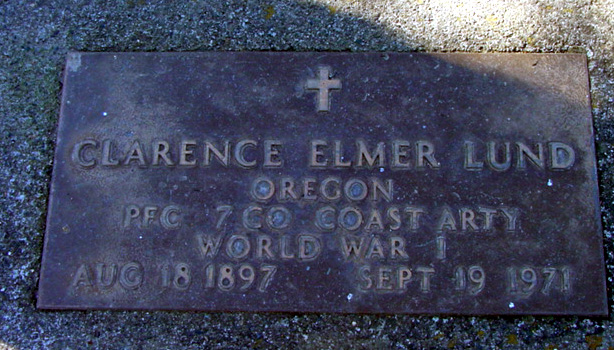 CLARENCE ELMER LUND
OREGON
PFC 7 CO COAST ARTY
WORLD WAR I
AUG 18 1897 SEPT 19 1971